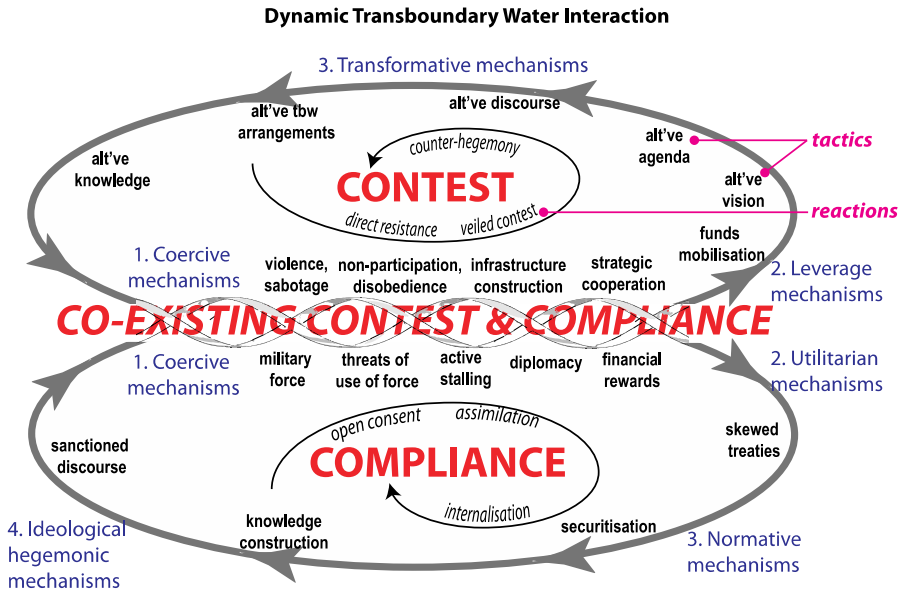 Dynamic Transboundary Water Interaction
3. Transformative mechanisms
alt've tbw
arrangements
alt've discourse
alt've
knowledge
alt've
agenda
tactics
counter-hegemony
CONTEST
alt've
vision
direct resistance
veiled contest
reactions
funds
mobilisation
1. Coercive
mechanisms
violence,
sabotage
non-participation,
disobedience
infrastructure
construction
strategic
cooperation
2. Leverage
mechanisms
CO-EXISTING CONTEST & COMPLIANCE
1. Coercive
mechanisms
military
force
threats of
use of force
active
stalling
diplomacy
financial
rewards
2. Utilitarian
mechanisms
open consent
assimilation
sanctioned
discourse
COMPLIANCE
skewed
treaties
internalisation
knowledge
construction
securitisation
4. Ideological
hegemonic
mechanisms
3. Normative
mechanisms